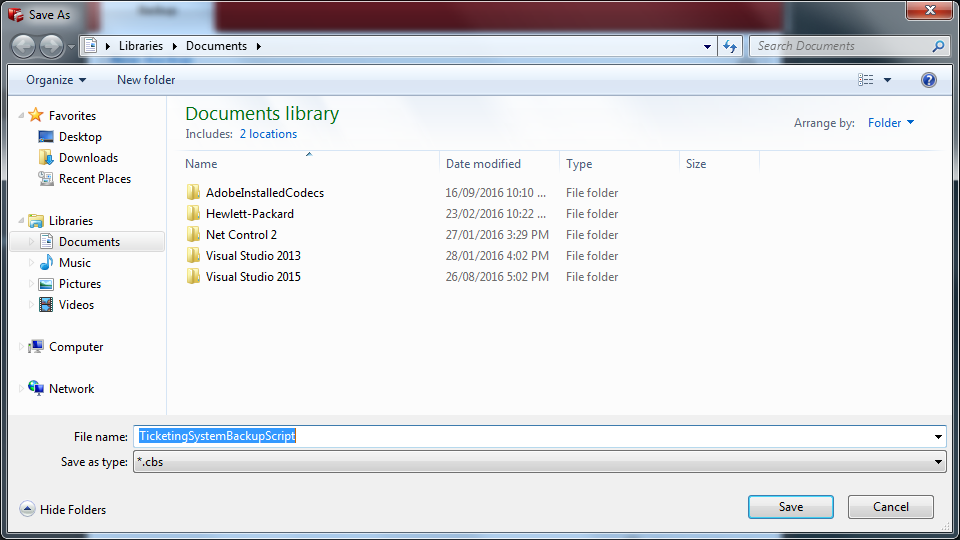 Save As
Libraries Documents
Search Documents
Organize New folder
Favorites
Desktop
Downloads
Recent Places
Libraries
Documents
Music
Pictures
Videos
Computer
Network
Documents library
Includes: 2 locations
Arrange by: Folder
Name Date modified Type Size
AdobeInstalledCodecs 16/09/2016 10:10 ... File folder
Hewlett-Packard 23/02/2016 10:22 ... File folder
Net Control 2 27/01/2016 3:29 PM File folder
Visual Studio 2013 28/01/2016 4:02 PM File folder
Visual Studio 2015 26/08/2016 5:02 PM File folder
File name: TicketingSystemBackupScript
Save as type: *.cbs
Hide Folders
Save Cancel